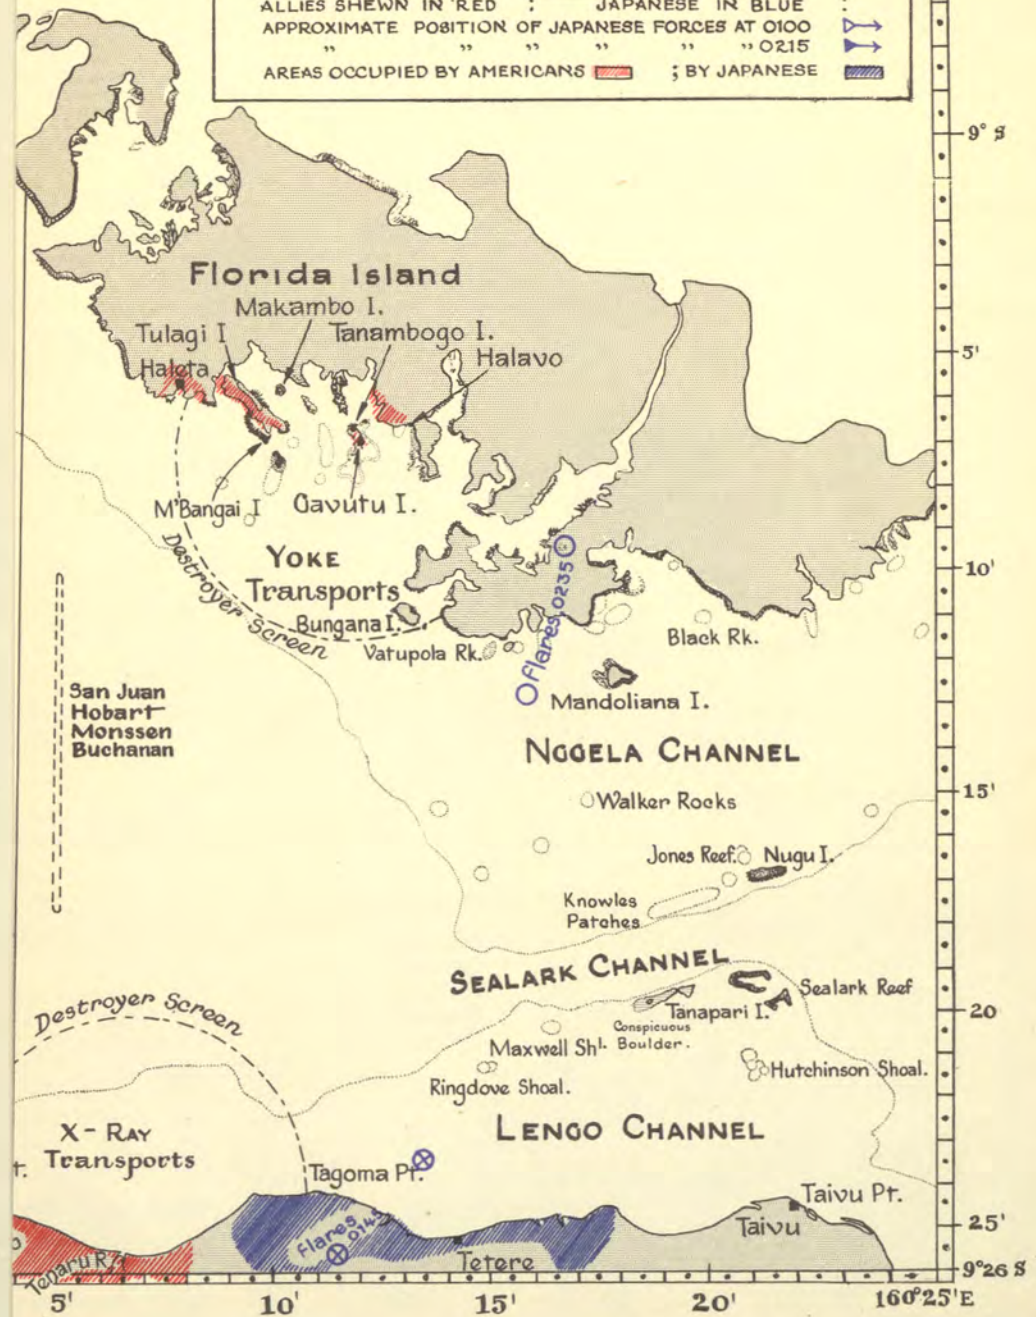 ALLIES SHEWN IN RED : JAPANESE IN BLUE :
APPROXIMATE POSITION OF JAPANESE FORCES AT 0100
" " " " " " 0215
AREAS OCCUPIED BY AMERICANS ; BY JAPANESE
9° S
Florida Island
Makambo I.
Tulagi I
Tanambogo I.
Haleta
Halavo
5'
M'Bangai I
Gavutu I.
YOKE
Transports
Destroyer Screen
Bungana I.
Vatupola Rk.
Flares 0235
10'
Black Rk.
Mandoliana I.
San Juan
Hobart
Monssen
Buchanan
NGGELA CHANNEL
15'
Walker Rocks
Jones Reef.
Nugu I.
Knowles
Patches
SEALARK CHANNEL
Sealark Reef
Tanapari I.
20
Conspicuous
Boulder.
Maxwell Shl.
Ringdove Shoal.
Hutchinson Shoal.
Destroyer Screen
LENGO CHANNEL
X-RAY
Transports
t.
Tagoma Pt.
Taivu Pt.
Taivu
Flares 0145
25'
Tenaru R.
Tetere
9°26 S
5'
10'
15'
20'
160°25'E